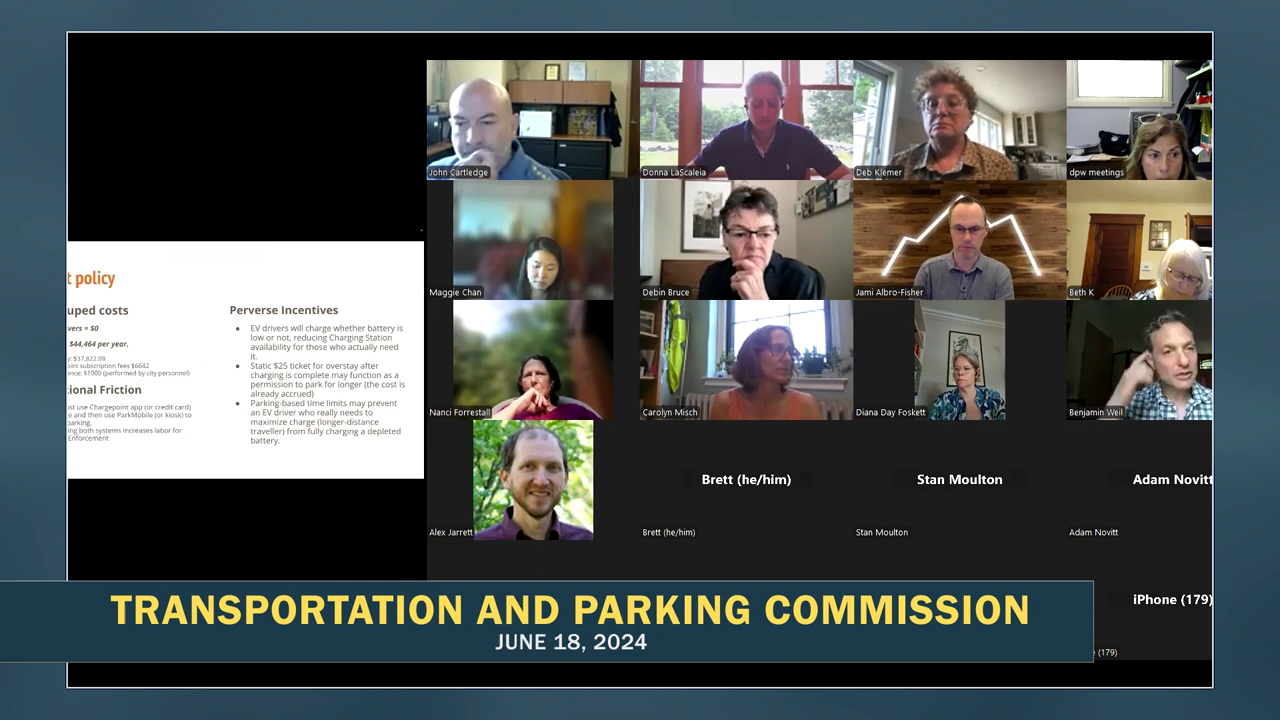 John Cartledge
Donna LaScaleia
Deb Klemer
dpw meetings
Maggie Chan
Debin Bruce
Jami Albro-Fisher
Beth K
t policy
uped costs
vers = $0
$44,464 per year.
y: $37,822.09
oint subscription fees $6642
ance: $1000 (performed by city personnel)
tional Friction
ust use Chargepoint app (or credit card)
e and then use ParkMobile (or kiosk) to
parking.
ing both systems increases labor for
Enforcement
Perverse Incentives
● EV drivers will charge whether battery is
low or not, reducing Charging Station
availability for those who actually need
it.
● Static $25 ticket for overstay after
charging is complete may function as a
permission to park for longer (the cost is
already accrued)
● Parking-based time limits may prevent
an EV driver who really needs to
maximize charge (longer-distance
traveller) from fully charging a depleted
battery.
Nanci Forrestall
Carolyn Misch
Diana Day Foskett
Benjamin Weil
Alex Jarrett
Brett (he/him)
Brett (he/him)
Stan Moulton
Stan Moulton
Adam Novitt
Adam Novitt
iPhone (179)
e (179)
TRANSPORTATION AND PARKING COMMISSION
JUNE 18, 2024